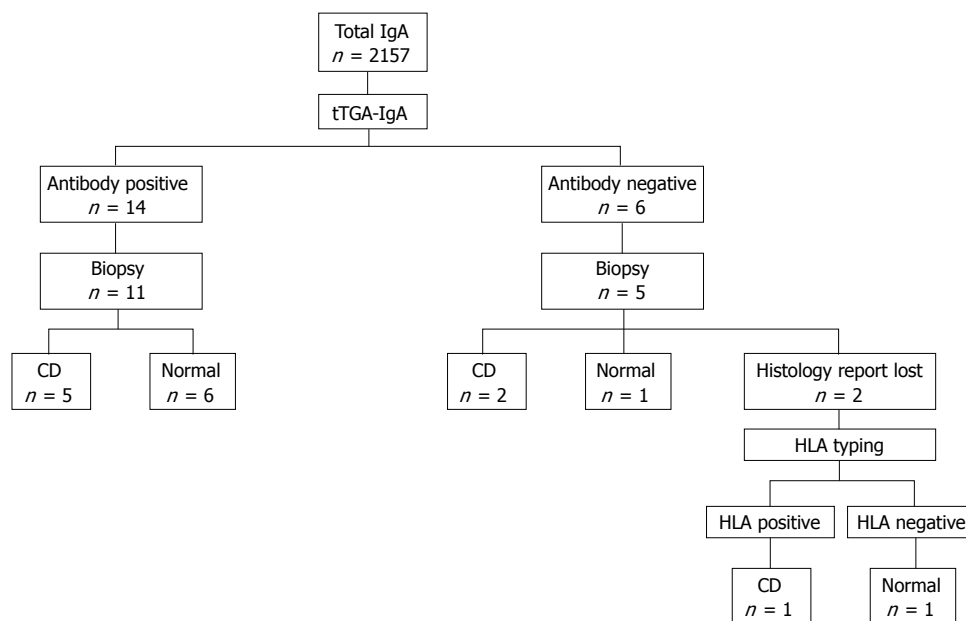 Total IgA
n = 2157
tTGA-IgA
Antibody positive
n = 14
Antibody negative
n = 6
Biopsy
n = 11
Biopsy
n = 5
CD
n = 5
Normal
n = 6
CD
n = 2
Normal
n = 1
Histology report lost
n = 2
HLA typing
HLA positive
HLA negative
CD
n = 1
Normal
n = 1